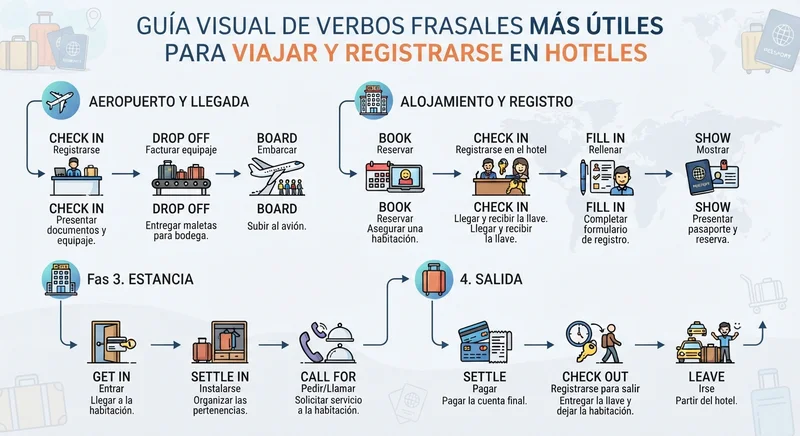 GUÍA VISUAL DE VERBOS FRASALES MÁS ÚTILES
PARA VIAJAR Y REGISTRARSE EN HOTELES
AEROPUERTO Y LLEGADA
CHECK IN
Registrarse
CHECK IN
Presentar
documentos y
equipaje.
DROP OFF
Facturar equipaje
DROP OFF
Entregar maletas
para bodega.
BOARD
Embarcar
BOARD
Subir al avión.
ALOJAMIENTO Y REGISTRO
BOOK
Reservar
BOOK
Reservar
Asegurar una
habitación.
CHECK IN
Registrarse en el hotel
CHECK IN
Llegar y recibir la llave.
Llegar y recibir
la llave.
FILL IN
Rellenar
FILL IN
Completar
formulario
de registro.
SHOW
Mostrar
SHOW
Presentar
pasaporte y
reserva.
Fas 3. ESTANCIA
GET IN
Entrar
Llegar a la
habitación.
SETTLE IN
Instalarse
Organizar las
pertenencias.
CALL FOR
Pedir/Llamar
Solicitar servicio
a la habitación.
4. SALIDA
SETTLE
Pagar
Pagar la cuenta final.
CHECK OUT
Registrarse para salir
Entregar la llave y
dejar la habitación.
LEAVE
Irse
Partir del hotel.